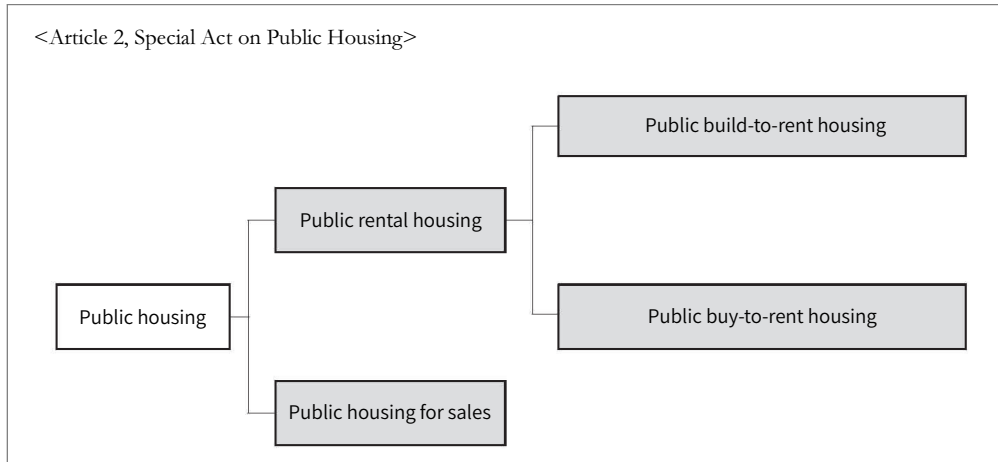 <Article 2, Special Act on Public Housing>
Public build-to-rent housing
Public rental housing
Public housing
Public buy-to-rent housing
Public housing for sales